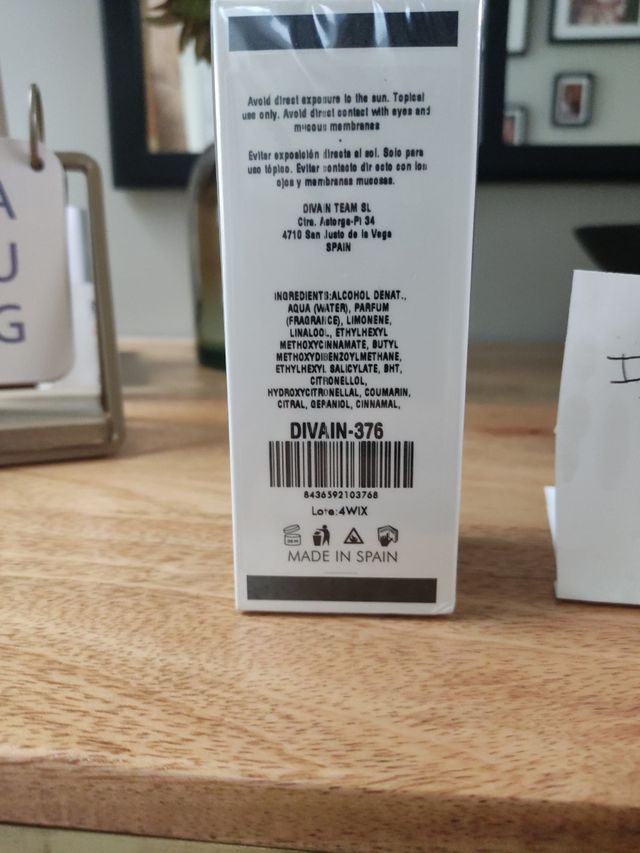 Avoid direct exposure to the sun. Topical
use only. Avoid direct contact with eyes and
mucous membranes
Evitar exposición directa al sol. Solo para
uso tópico. Evitar contacto directo con los
ojos y membranas mucosas.
DIVAIN TEAM SL
Ctra. Astorga-PI 34
4710 San Justo de la Vega
SPAIN
INGREDIENTS:ALCOHOL DENAT.,
AQUA (WATER), PARFUM
(FRAGRANCE), LIMONENE,
LINALOOL, ETHYLHEXYL
METHOXYCINNAMATE, BUTYL
METHOXYDIBENZOYLMETHANE,
ETHYLHEXYL SALICYLATE, BHT,
CITRONELLOL,
HYDROXYCITRONELLAL, COUMARIN,
CITRAL, GERANIOL, CINNAMAL,
DIVAIN-376
8436592103768
Lote:4WIX
MADE IN SPAIN
A
U
G